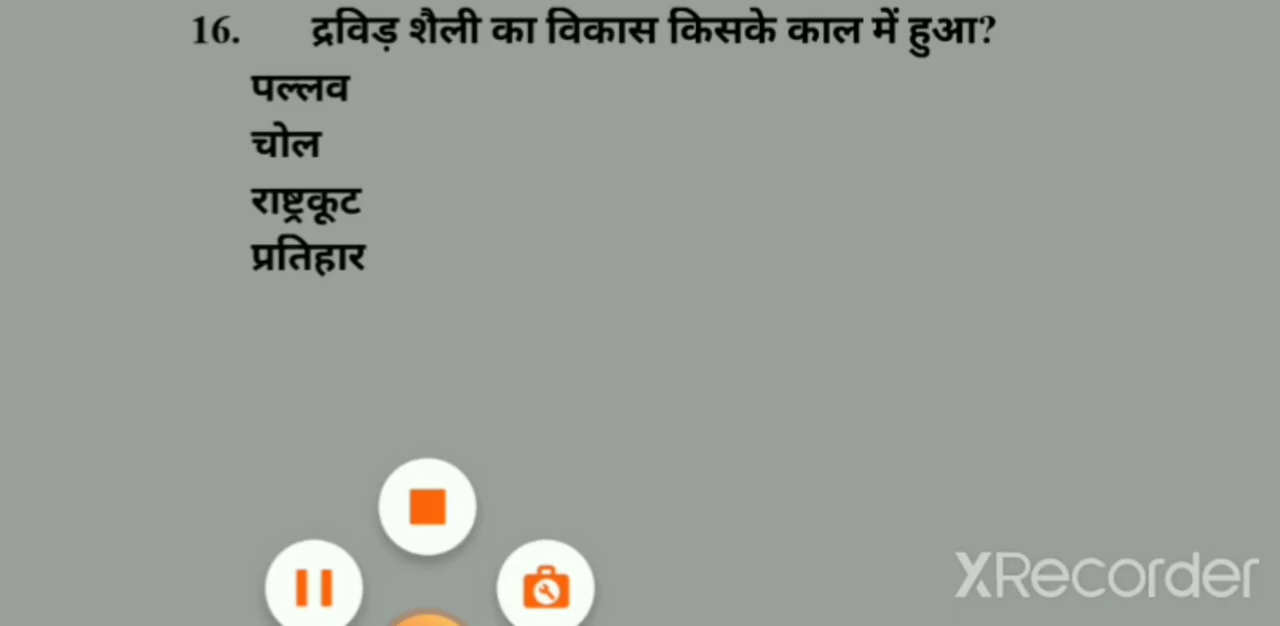 16. द्रविड़ शैली का विकास किसके काल में हुआ?
पल्लव
चोल
राष्ट्रकूट
प्रतिहार
XRecorder